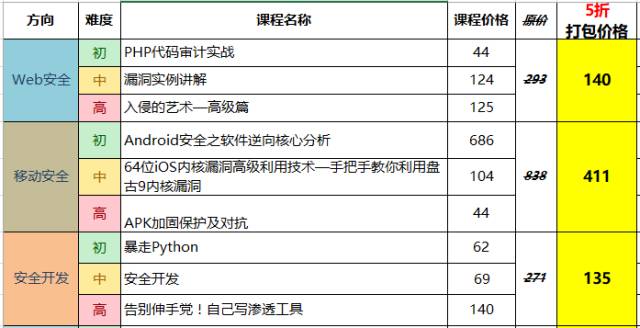 方向 难度 课程名称 课程价格 原价 5折
打包价格
Web安全 初 PHP代码审计实战 44 293 140
中 漏洞实例讲解 124
高 入侵的艺术—高级篇 125
移动安全 初 Android安全之软件逆向核心分析 686 838 411
中 64位iOS内核漏洞高级利用技术—手把手教你利用盘
古9内核漏洞 104
高 APK加固保护及对抗 44
安全开发 初 暴走Python 62 271 135
中 安全开发 69
高 告别伸手党！自己写渗透工具 140